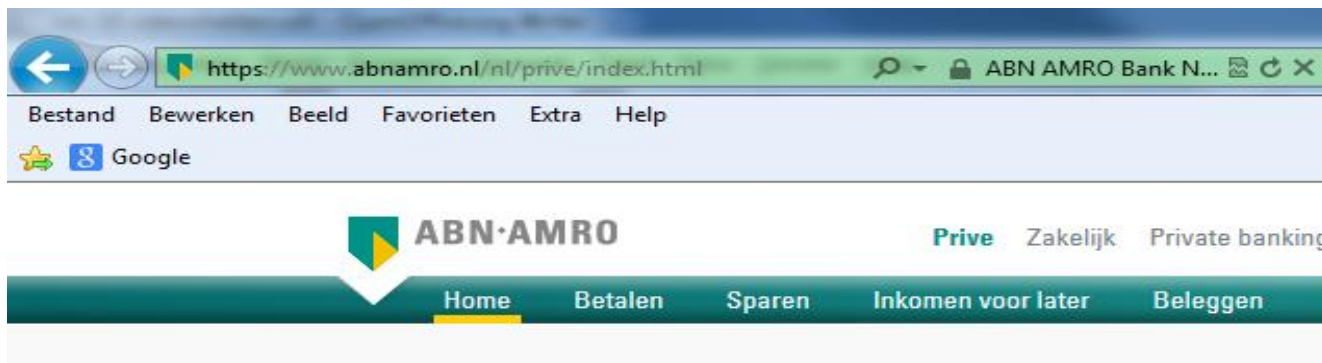 https://www.abnamro.nl/nl/prive/index.html ABN AMRO Bank N...
Bestand Bewerken Beeld Favorieten Extra Help
8 Google
ABN·AMRO
Prive Zakelijk Private banking
Home Betalen Sparen Inkomen voor later Beleggen